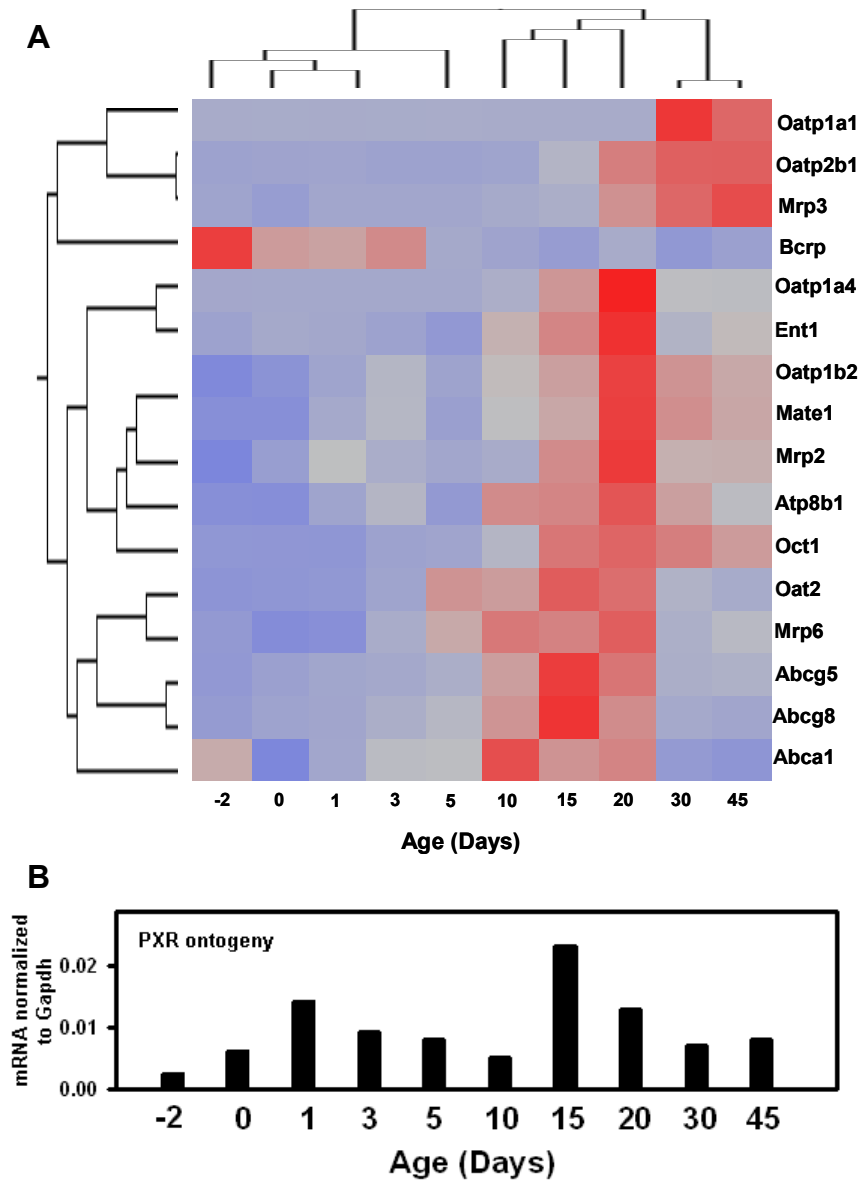 A
Oatp1a1
Oatp2b1
Mrp3
Bcrp
Oatp1a4
Ent1
Oatp1b2
Mate1
Mrp2
Atp8b1
Oct1
Oat2
Mrp6
Abcg5
Abcg8
Abca1
-2 0 1 3 5 10 15 20 30 45
Age (Days)
B
mRNA normalized
to Gapdh
PXR ontogeny
0.02
0.01
0.00
-2 0 1 3 5 10 15 20 30 45
Age (Days)